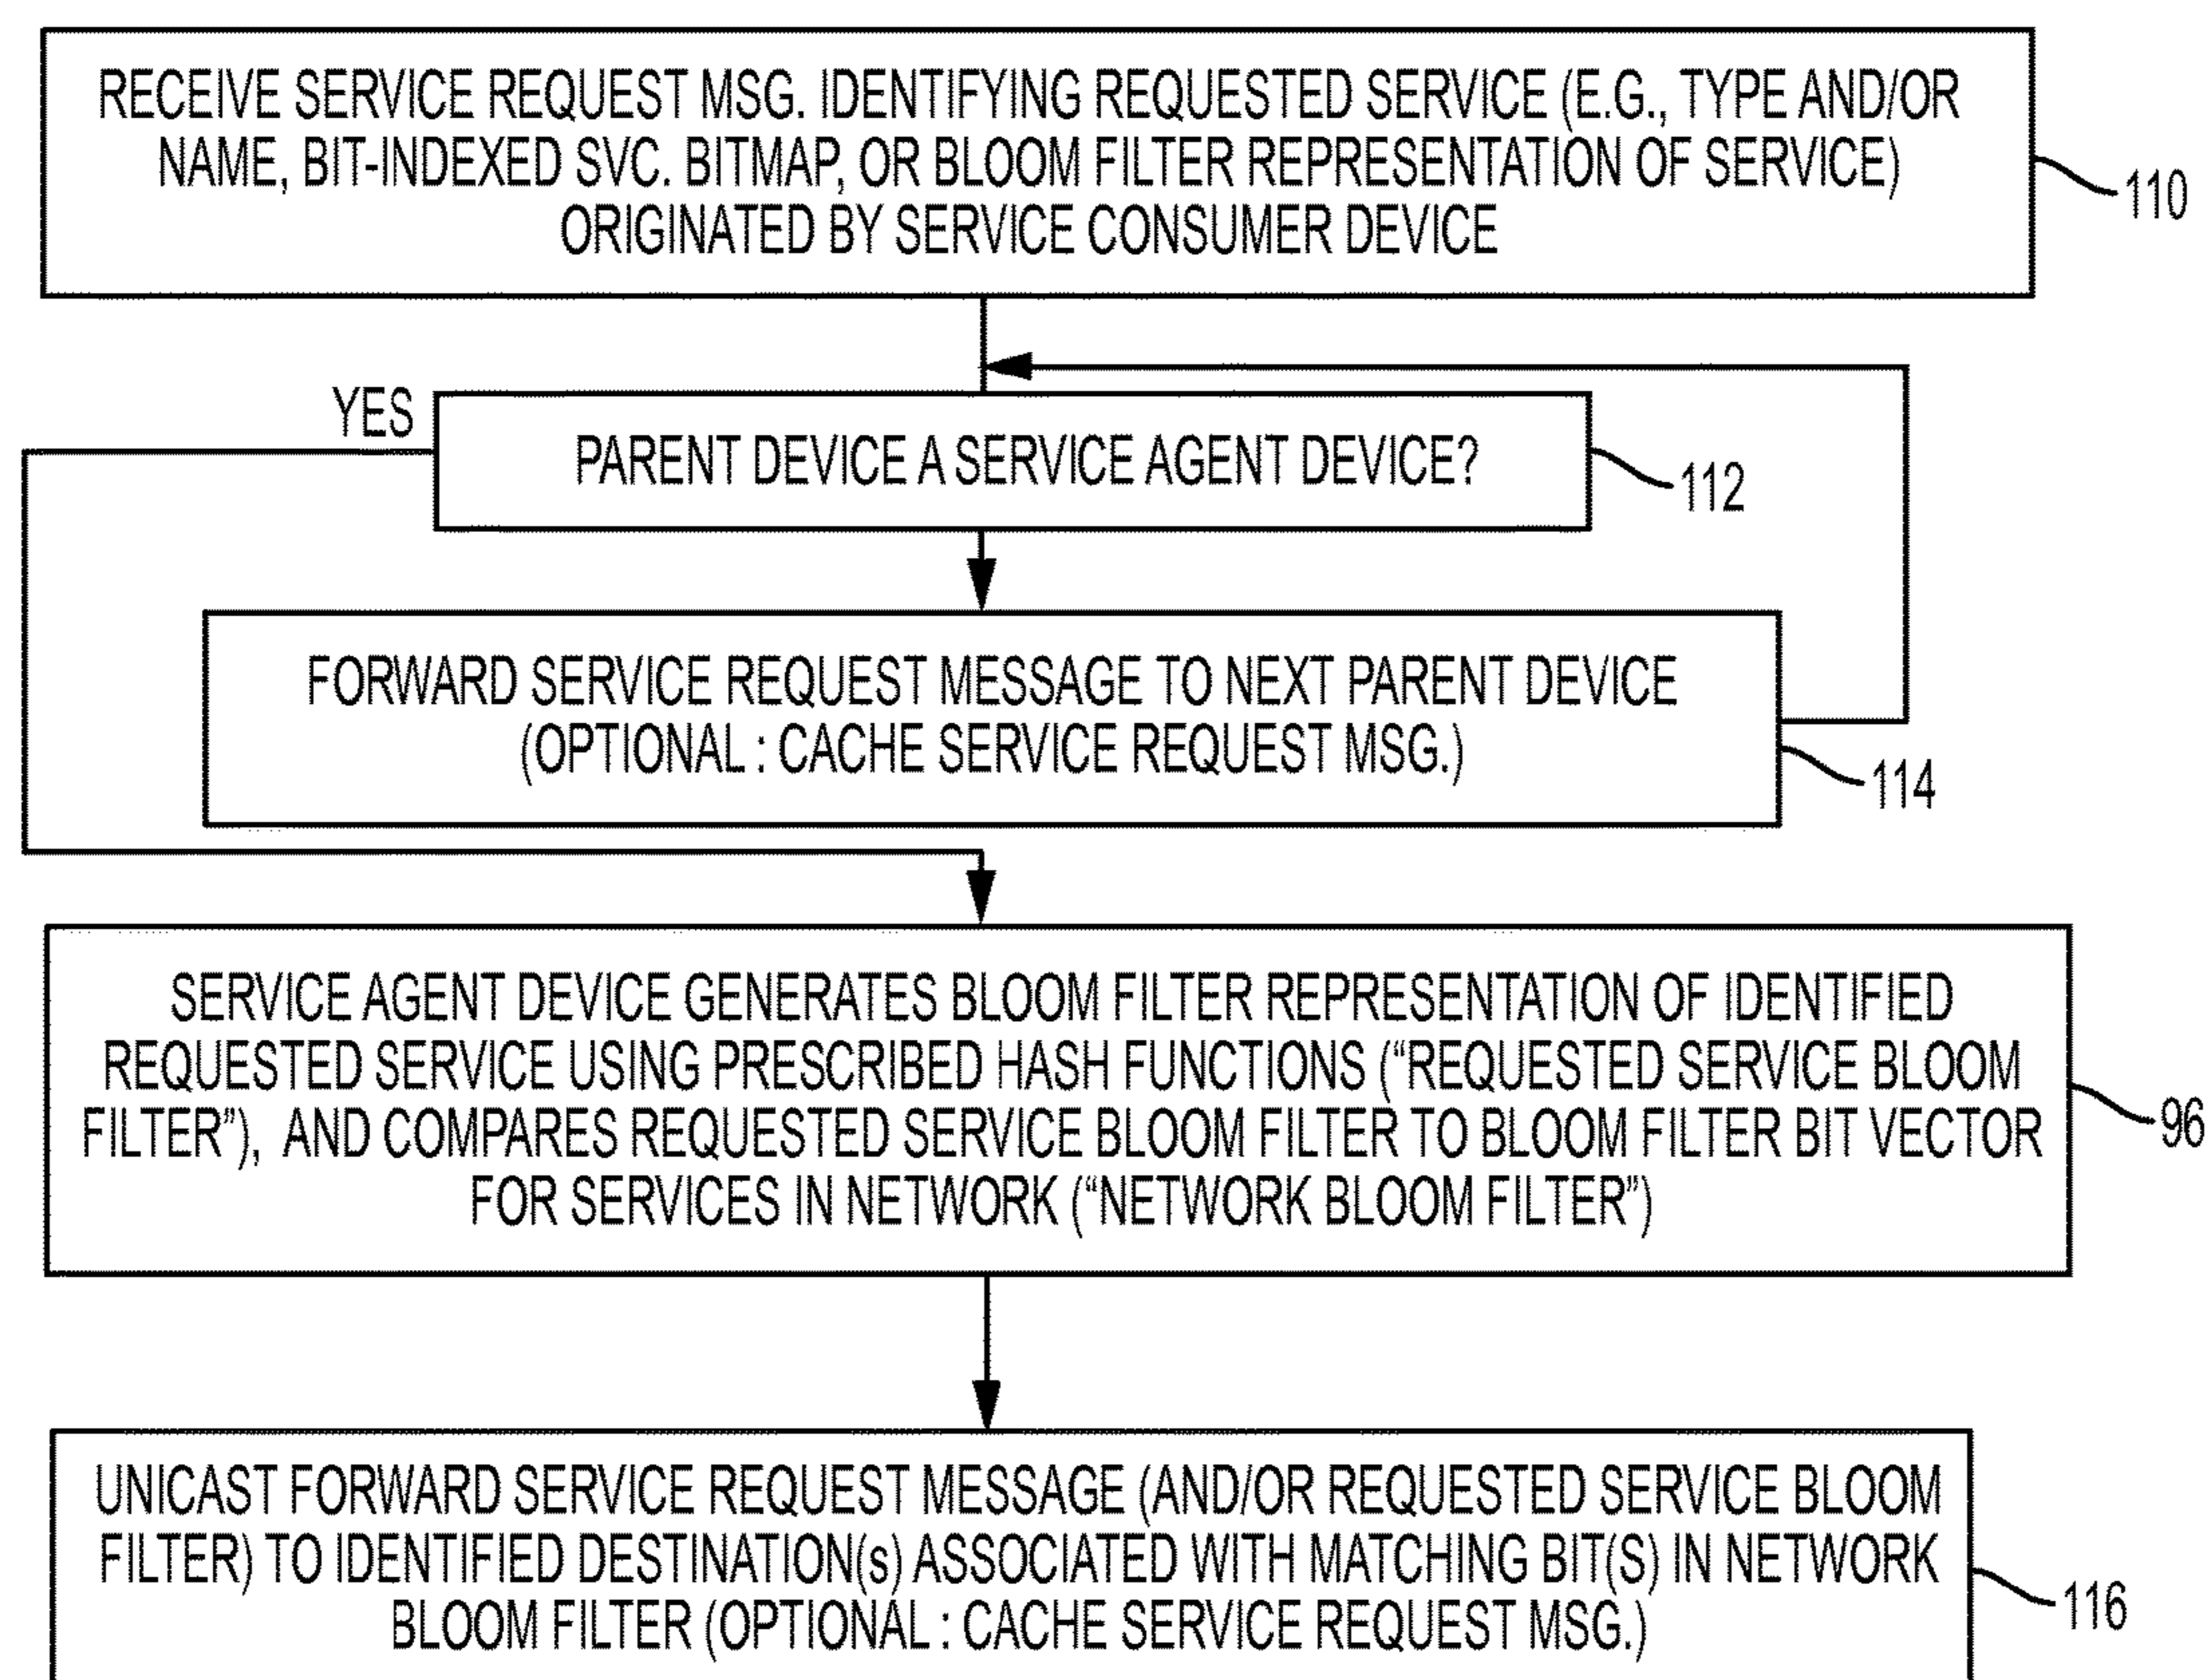 RECEIVE SERVICE REQUEST MSG. IDENTIFYING REQUESTED SERVICE (E.G., TYPE AND/OR
NAME, BIT-INDEXED SVC. BITMAP, OR BLOOM FILTER REPRESENTATION OF SERVICE)
ORIGINATED BY SERVICE CONSUMER DEVICE
110
YES
PARENT DEVICE A SERVICE AGENT DEVICE?
112
FORWARD SERVICE REQUEST MESSAGE TO NEXT PARENT DEVICE
(OPTIONAL : CACHE SERVICE REQUEST MSG.)
114
SERVICE AGENT DEVICE GENERATES BLOOM FILTER REPRESENTATION OF IDENTIFIED
REQUESTED SERVICE USING PRESCRIBED HASH FUNCTIONS (“REQUESTED SERVICE BLOOM
FILTER”), AND COMPARES REQUESTED SERVICE BLOOM FILTER TO BLOOM FILTER BIT VECTOR
FOR SERVICES IN NETWORK (“NETWORK BLOOM FILTER”)
96
UNICAST FORWARD SERVICE REQUEST MESSAGE (AND/OR REQUESTED SERVICE BLOOM
FILTER) TO IDENTIFIED DESTINATION(s) ASSOCIATED WITH MATCHING BIT(S) IN NETWORK
BLOOM FILTER (OPTIONAL : CACHE SERVICE REQUEST MSG.)
116